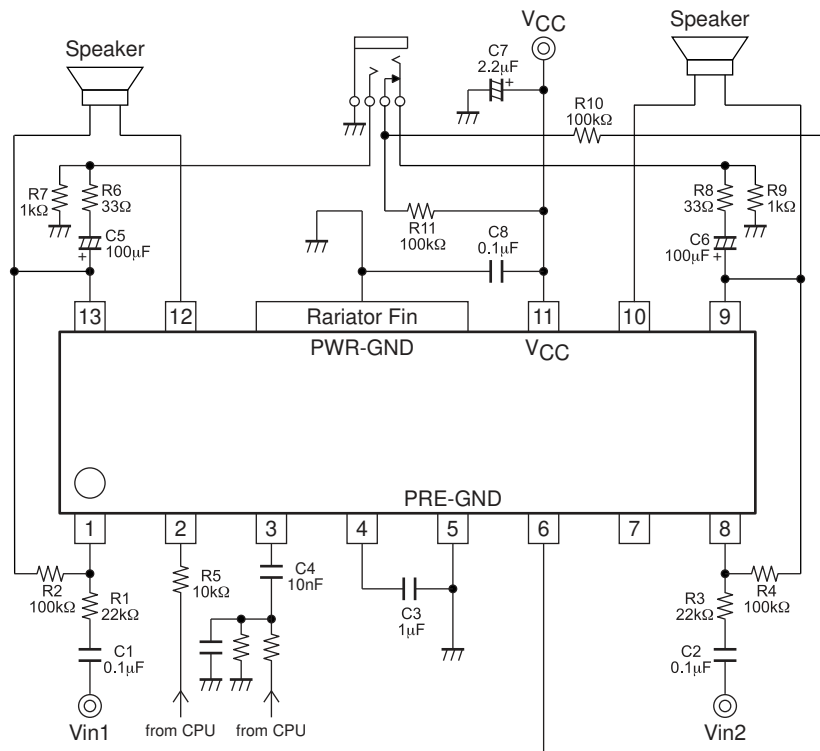 Speaker
VCC
Speaker
C7
2.2μF
+
R10
100kΩ
R7
1kΩ
R6
33Ω
R8
33Ω
R9
1kΩ
R11
100kΩ
C8
0.1μF
C5
100μF
+
C6
100μF
+
13
12
Rariator Fin
11
10
9
PWR-GND
VCC
PRE-GND
1
2
3
4
5
6
7
8
R2
100kΩ
R1
22kΩ
R5
10kΩ
C4
10nF
C3
1μF
R3
22kΩ
R4
100kΩ
C1
0.1μF
C2
0.1μF
Vin1
from CPU
from CPU
Vin2